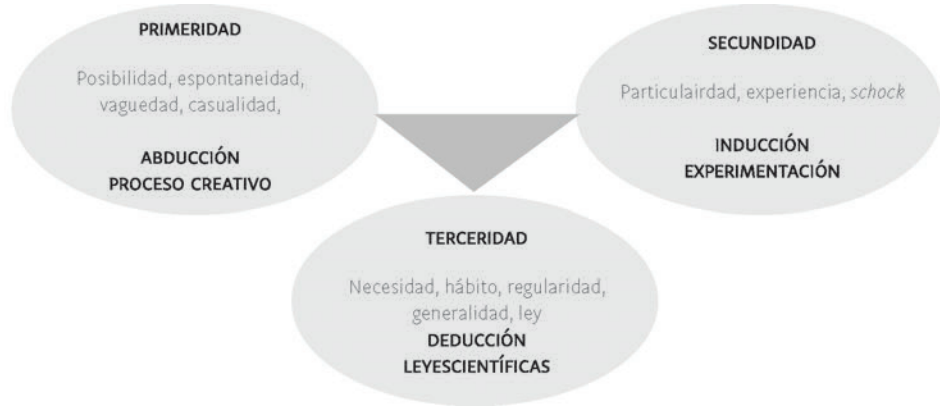 PRIMERIDAD
Posibilidad, espontaneidad,
vaguedad, casualidad,
ABDUCCIÓN
PROCESO CREATIVO
SECUNDIDAD
Particulairdad, experiencia, schock
INDUCCIÓN
EXPERIMENTACIÓN
TERCERIDAD
Necesidad, hábito, regularidad,
generalidad, ley
DEDUCCIÓN
LEYESCIENTÍFICAS